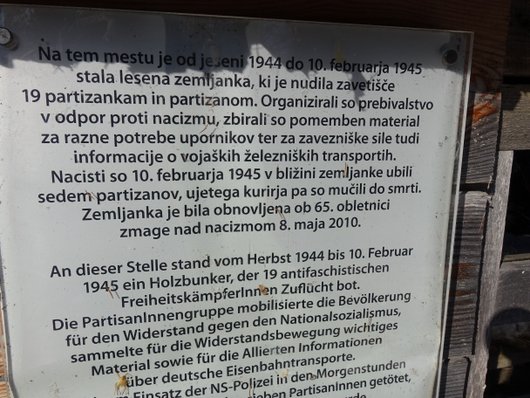 Na tem mestu je od jeseni 1944 do 10. februarja 1945
stala lesena zemljanka, ki je nudila zavetišče
19 partizankam in partizanom. Organizirali so prebivalstvo
v odpor proti nacizmu, zbirali so pomemben material
za razne potrebe upornikov ter za zavezniške sile tudi
informacije o vojaških železniških transportih.
Nacisti so 10. februarja 1945 v bližini zemljanke ubili
sedem partizanov, ujetega kurirja pa so mučili do smrti.
Zemljanka je bila obnovljena ob 65. obletnici
zmage nad nacizmom 8. maja 2010.
An dieser Stelle stand vom Herbst 1944 bis 10. Februar
1945 ein Holzbunker, der 19 antifaschistischen
FreiheitskämpferInnen Zuflucht bot.
Die PartisanInnengruppe mobilisierte die Bevölkerung
für den Widerstand gegen den Nationalsozialismus,
sammelte für die Widerstandsbewegung wichtiges
Material sowie für die Allierten Informationen
über deutsche Eisenbahntransporte.
Einsatz der NS-Polizei in den Morgenstunden
PartisanInnen getötet,